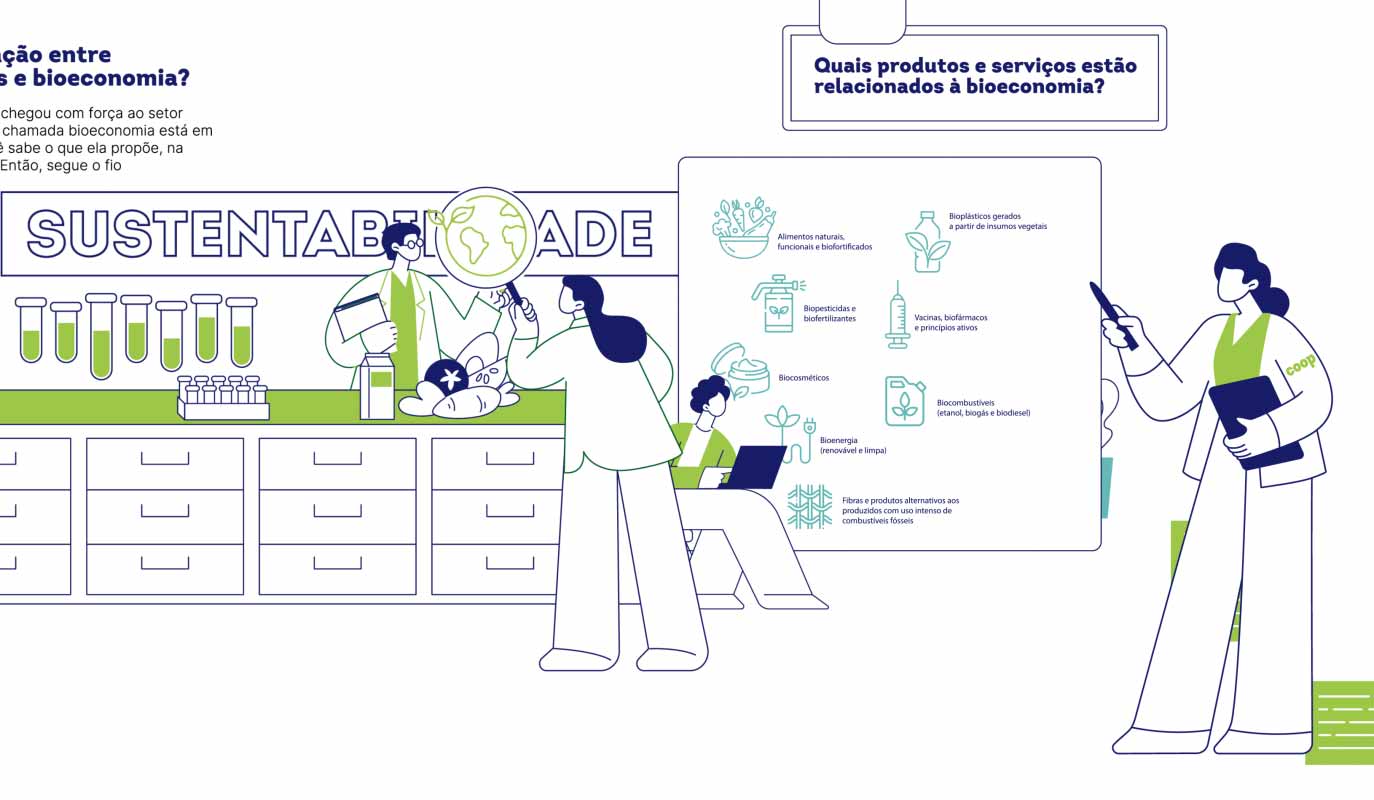 ação entre
s e bioeconomia?
chegou com força ao setor
chamada bioeconomia está em
ê sabe o que ela propõe, na
Então, segue o fio
SUSTENTABILIDADE
Quais produtos e serviços estão
relacionados à bioeconomia?
Alimentos naturais,
funcionais e biofortificados
Bioplásticos gerados
a partir de insumos vegetais
Biopesticidas e
biofertilizantes
Vacinas, biofármacos
e princípios ativos
Biocosméticos
Biocombustíveis
(etanol, biogás e biodiesel)
Bioenergia
(renovável e limpa)
Fibras e produtos alternativos aos
produzidos com uso intenso de
combustíveis fósseis
coop